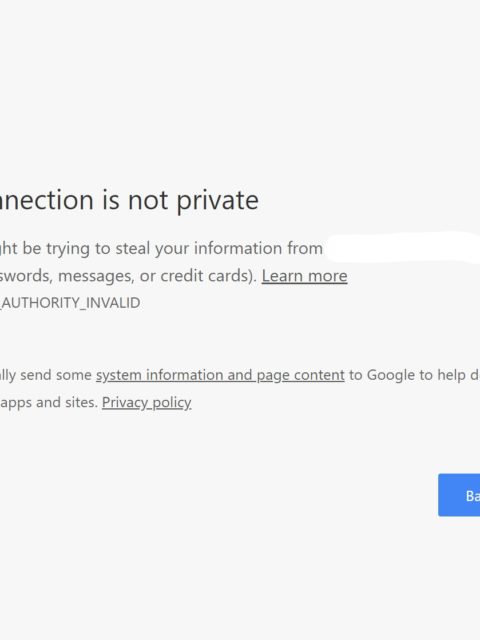 nnection is not private
ght be trying to steal your information from
swords, messages, or credit cards). Learn more
_AUTHORITY_INVALID
ally send some system information and page content to Google to help d
apps and sites. Privacy policy
Ba